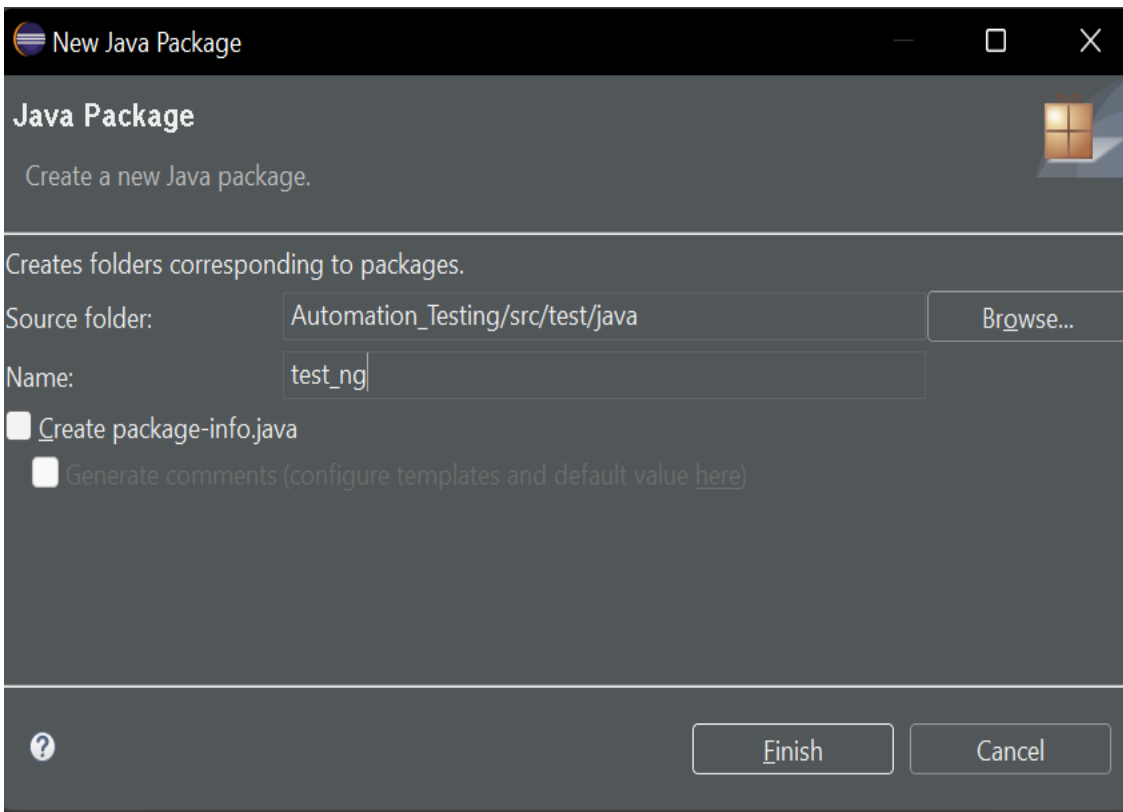 New Java Package
Java Package
Create a new Java package.
Creates folders corresponding to packages.
Source folder: Automation_Testing/src/test/java Browse...
Name: test_ng
Create package-info.java
Generate comments (configure templates and default value here)
? Finish Cancel